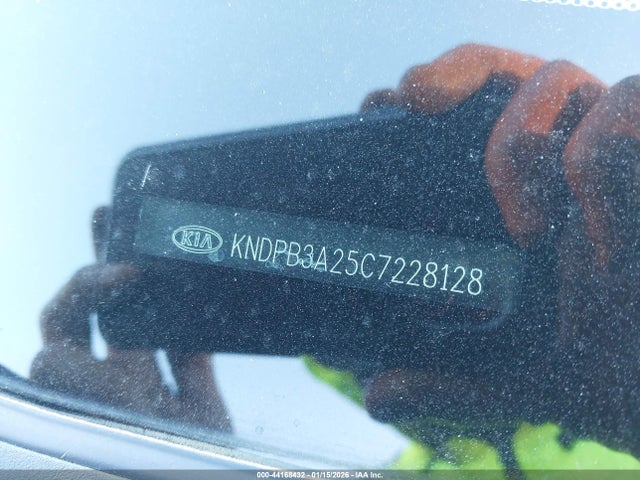 KIA KNDPB3A25C7228128
000-44168432 - 01/15/2026 - IAA Inc.